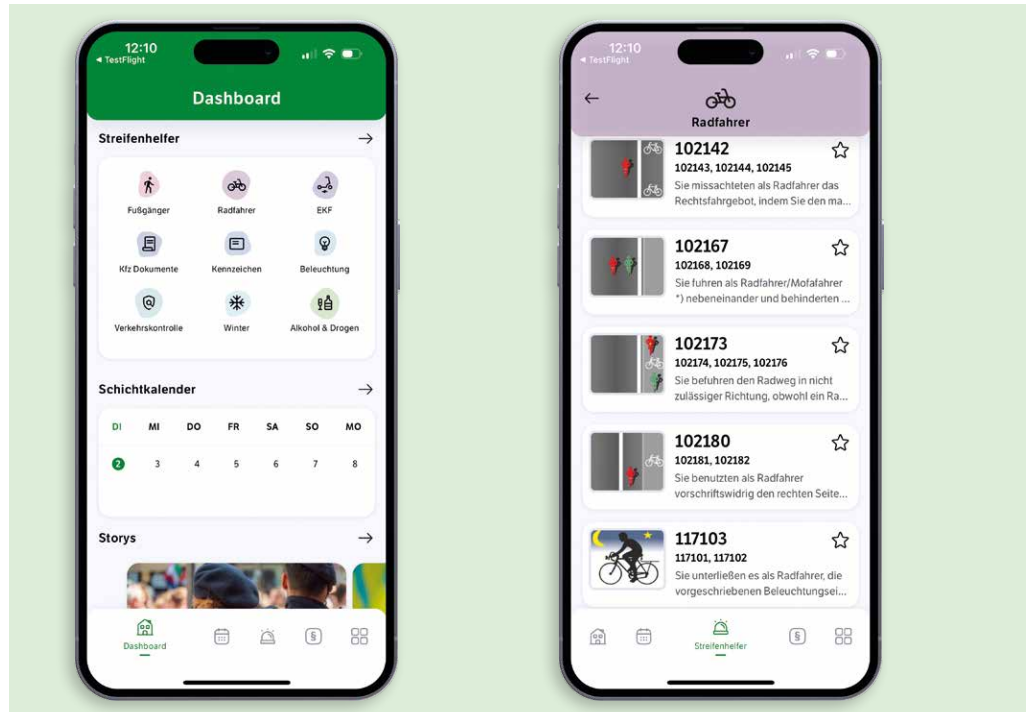 12:10
◄ TestFlight
Dashboard
Streifenhelfer
Fußgänger
Radfahrer
EKF
Kfz Dokumente
Kennzeichen
Beleuchtung
Verkehrskontrolle
Winter
Alkohol & Drogen
Schichtkalender
DI MI DO FR SA SO MO
2 3 4 5 6 7 8
Storys
Dashboard
§
12:10
◄ TestFlight
Radfahrer
102142
102143, 102144, 102145
Sie missachteten als Radfahrer das
Rechtsfahrgebot, indem Sie den ma...
102167
102168, 102169
Sie fuhren als Radfahrer/Mofafahrer
*) nebeneinander und behinderten ...
102173
102174, 102175, 102176
Sie befuhren den Radweg in nicht
zulässiger Richtung, obwohl ein Ra...
102180
102181, 102182
Sie benutzten als Radfahrer
vorschriftswidrig den rechten Seite...
117103
117101, 117102
Sie unterließen es als Radfahrer, die
vorgeschriebenen Beleuchtungsei...
Streifenhelfer
§